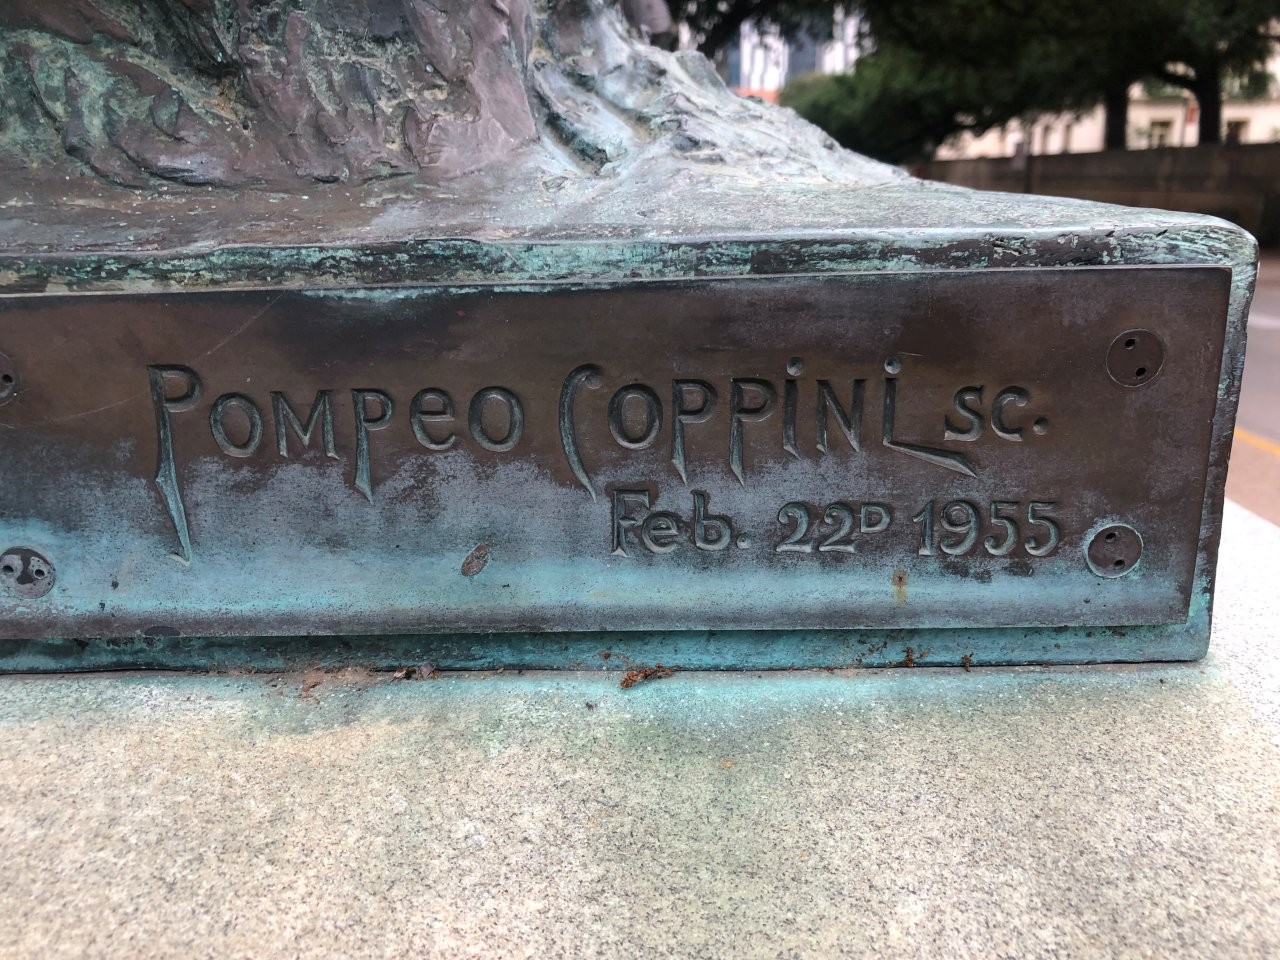 Pompeo Coppini sc.
Feb. 22D 1955